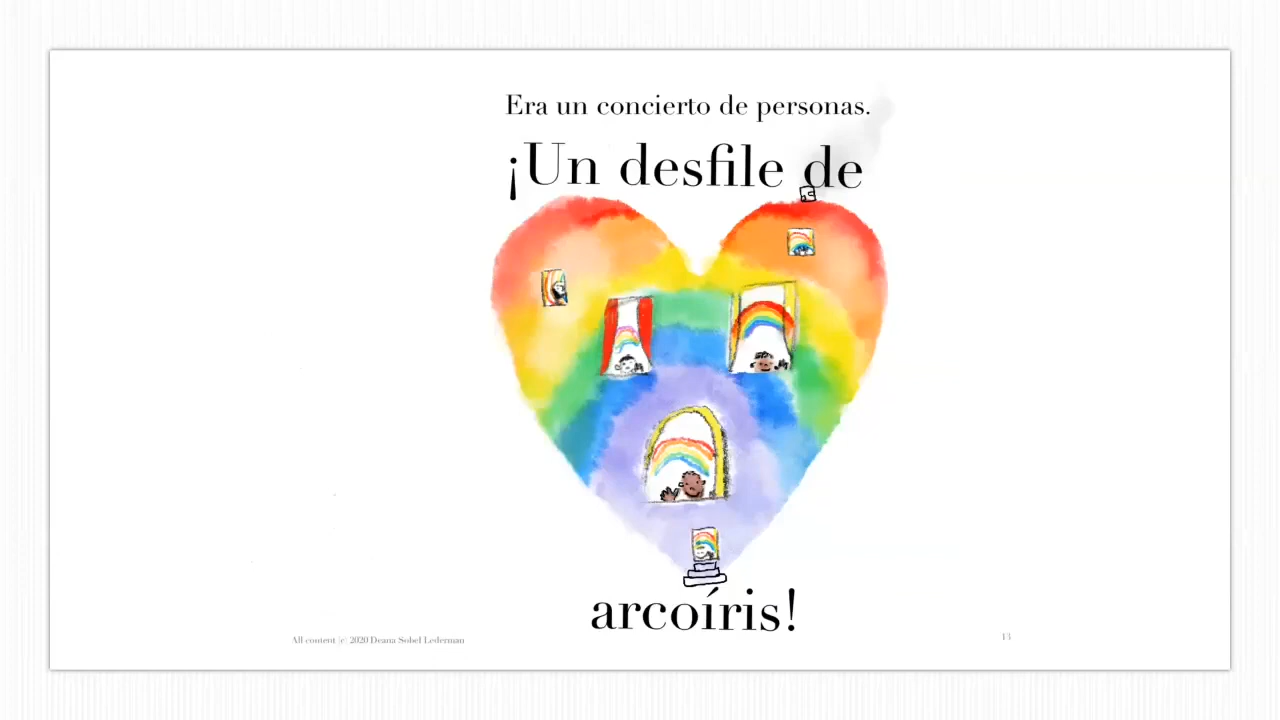 Era un concierto de personas.
¡Un desfile de
arcoíris!
All content (c) 2020 Deana Sobel Lederman
13